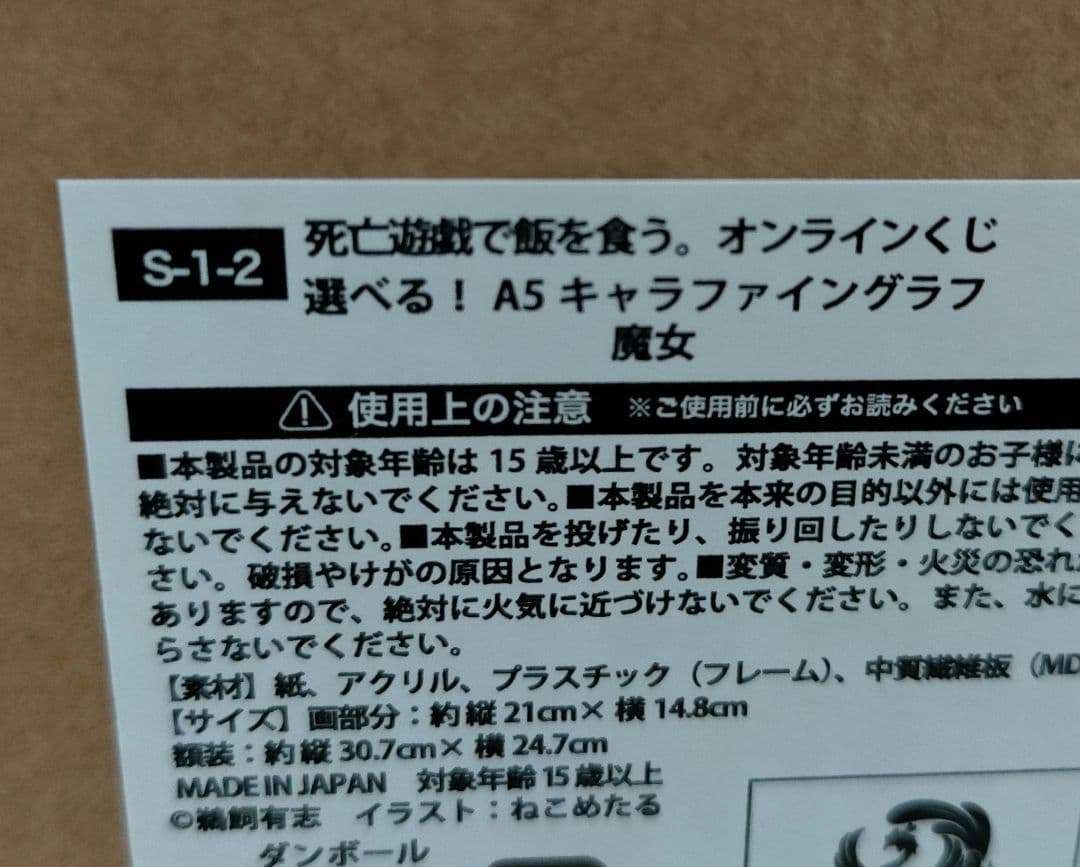 S-1-2
死亡遊戯で飯を食う。オンラインくじ
選べる！ A5 キャラファイングラフ
魔女
使用上の注意 ※ご使用前に必ずお読みください
■本製品の対象年齢は 15 歳以上です。対象年齢未満のお子様に
絶対に与えないでください。■本製品を本来の目的以外には使用
ないでください。■本製品を投げたり、振り回したりしないでく
さい。破損やけがの原因となります。■変質・変形・火災の恐れ
ありますので、絶対に火気に近づけないでください。また、水に
らさないでください。
【素材】紙、アクリル、プラスチック（フレーム）、中質繊維板（MD
【サイズ】画部分：約 縦 21cm× 横 14.8cm
額装：約 縦 30.7cm× 横 24.7cm
MADE IN JAPAN 対象年齢 15 歳以上
©鵜飼有志 イラスト：ねこめたる
ダンボール